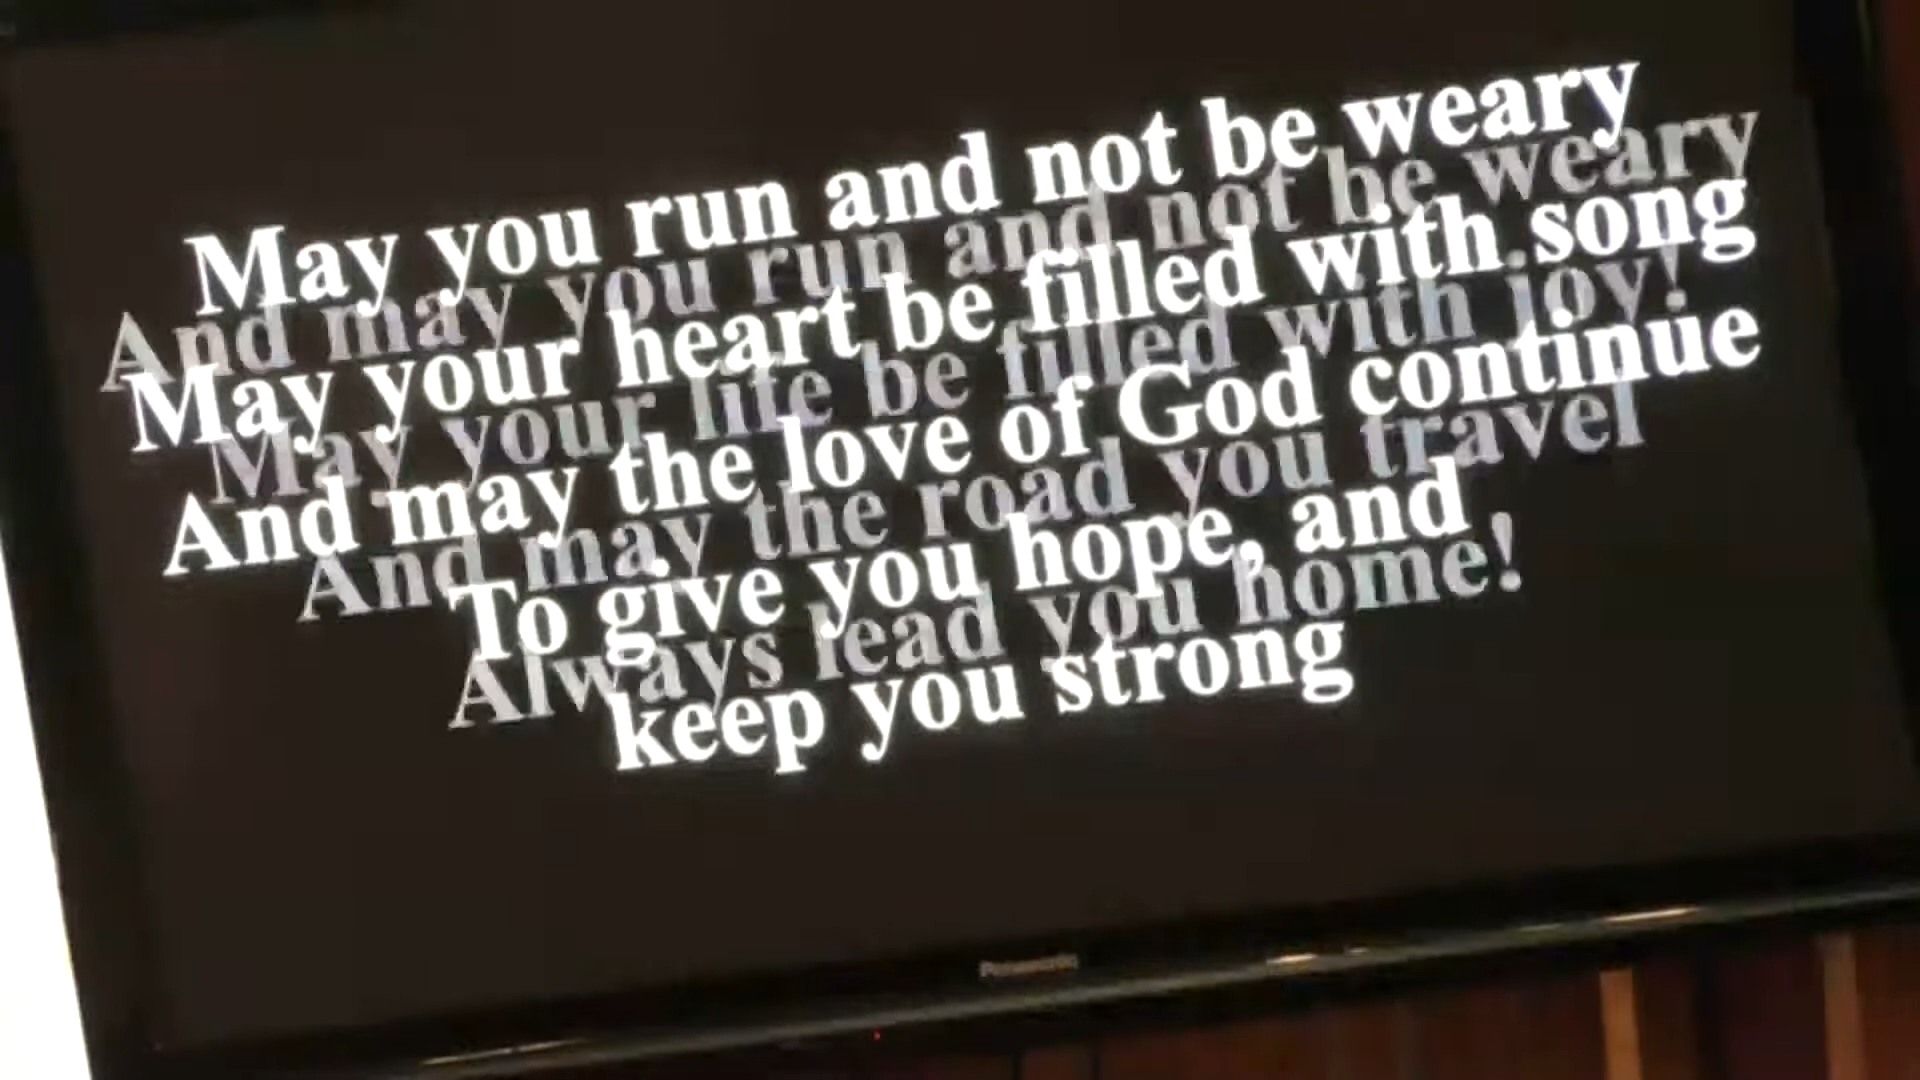 May you run and not be weary
And may you run and not be weary
May your heart be filled with song
May your life be filled with joy!
And may the love of God continue
And may the road you travel
To give you hope, and
Always lead you home!
keep you strong
Panasonic